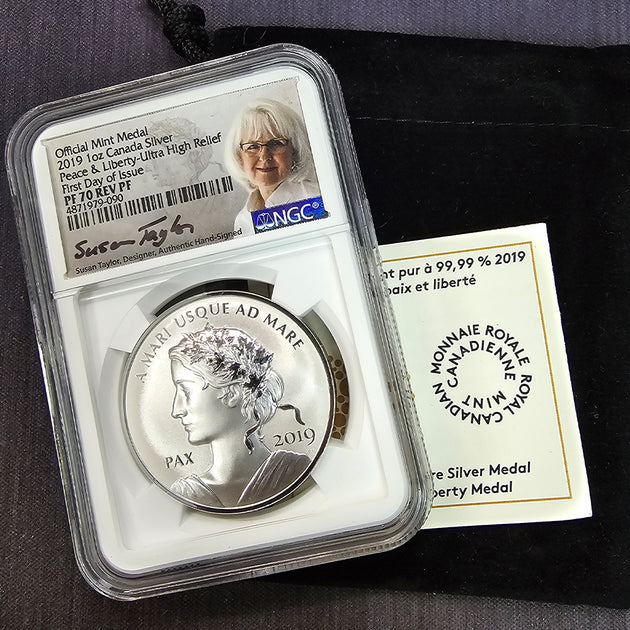 Official Mint Medal
2019 1oz Canada Silver
Peace & Liberty-Ultra High Relief
First Day of Issue
PF 70 REV PF
4871979-090
NGC®
Susan Taylor
Susan Taylor, Designer, Authentic Hand-Signed
A MARI USQUE AD MARE
PAX
2019
nt pur à 99,99 % 2019
paix et liberté
MONNAIE ROYALE CANADIENNE
ROYAL CANADIAN MINT
re Silver Medal
berty Medal